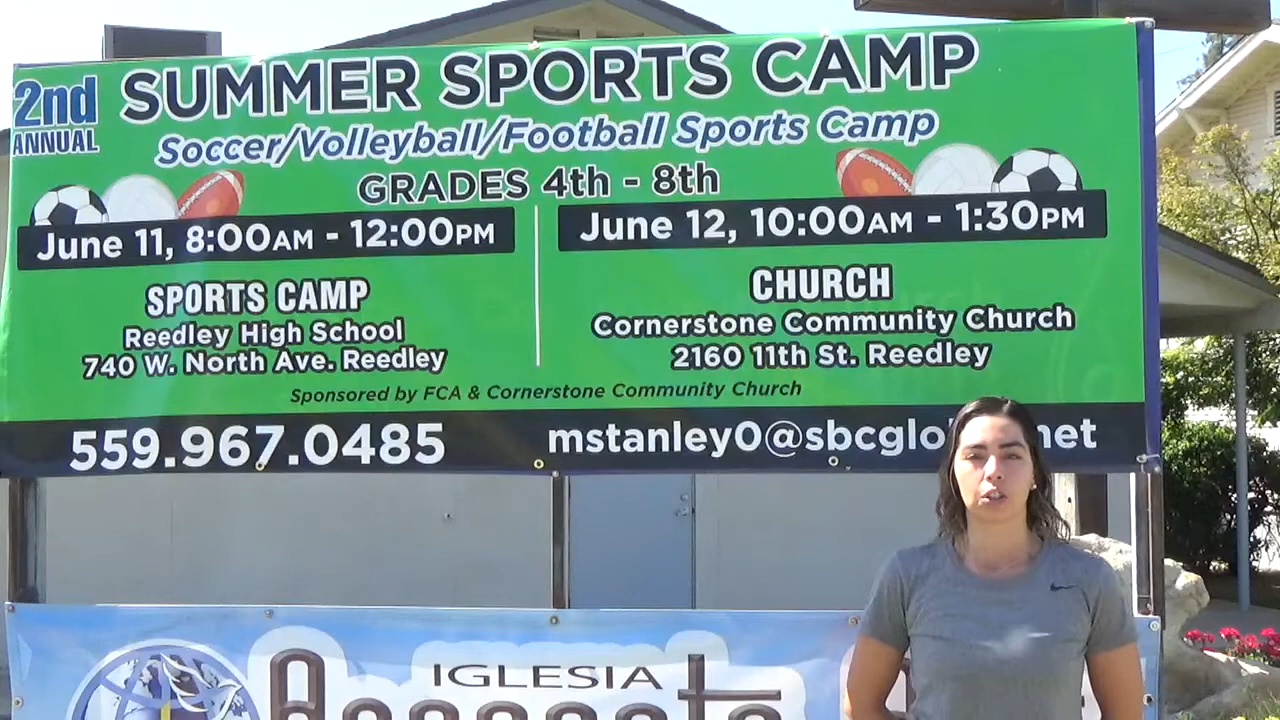 2nd
ANNUAL
SUMMER SPORTS CAMP
Soccer/Volleyball/Football Sports Camp
GRADES 4th - 8th
June 11, 8:00AM - 12:00PM
SPORTS CAMP
Reedley High School
740 W. North Ave. Reedley
June 12, 10:00AM - 1:30PM
CHURCH
Cornerstone Community Church
2160 11th St. Reedley
Sponsored by FCA & Cornerstone Community Church
559.967.0485
IGLESIA